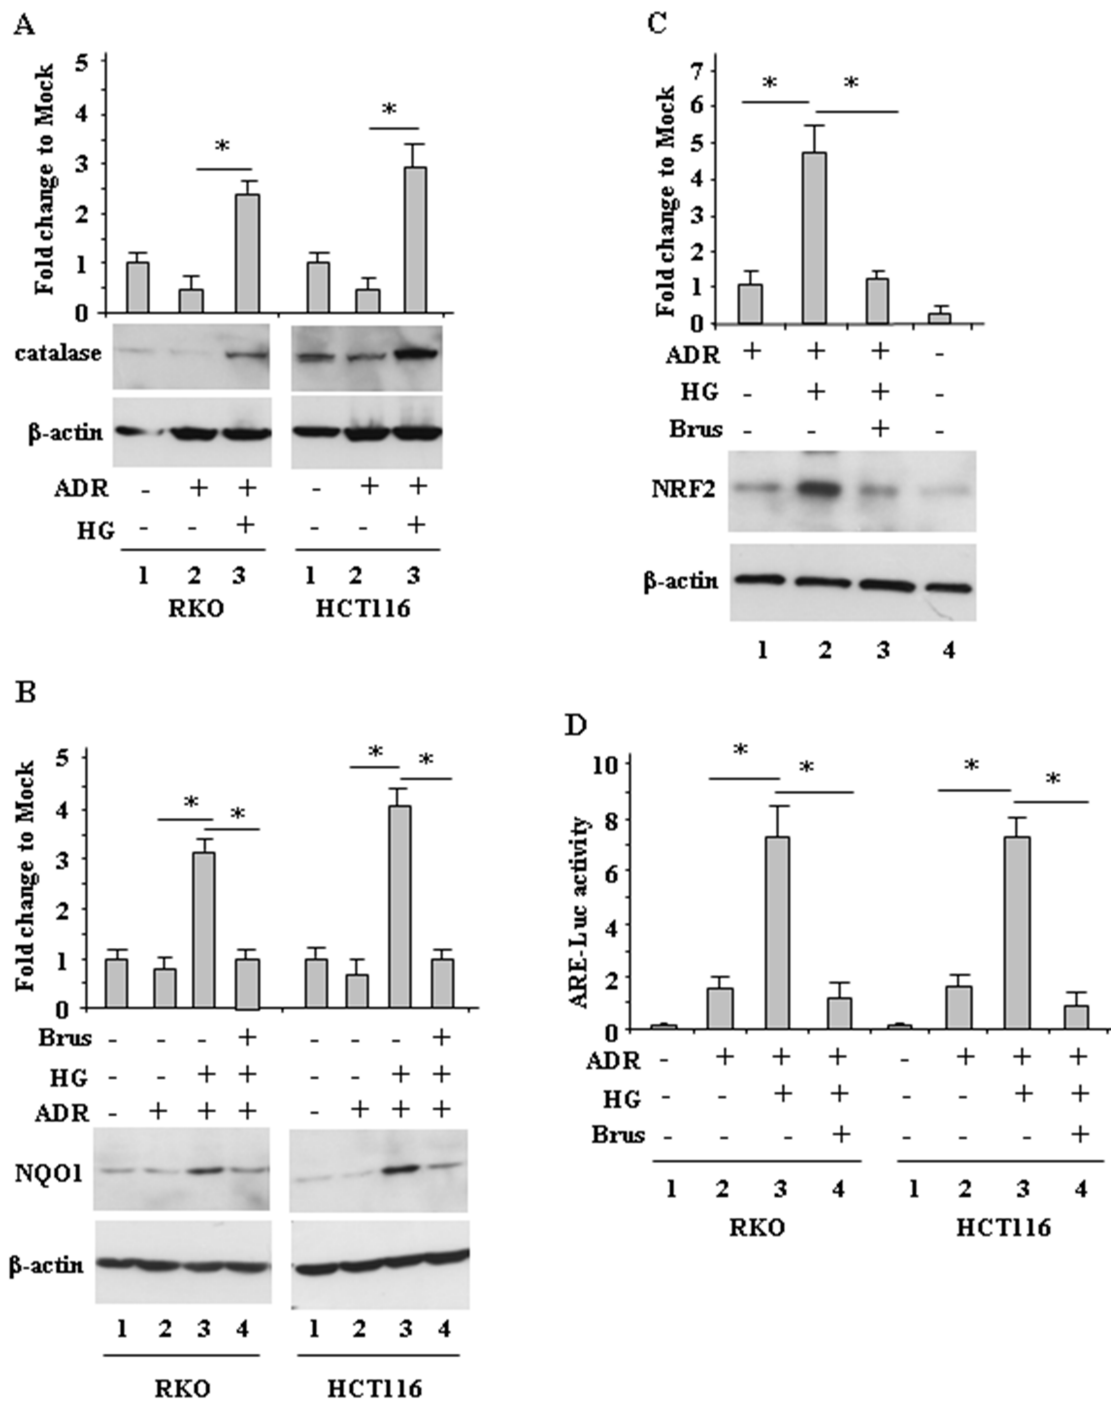 A
Fold change to Mock
5
4
3
2
1
0
* *
catalase
β-actin
ADR - + + - + +
HG - - + - - +
1 2 3 1 2 3
RKO HCT116
B
Fold change to Mock
5
4
3
2
1
0
* * * *
Brus - - - + - - - +
HG - - + + - - + +
ADR - + + + - + + +
NQO1
β-actin
1 2 3 4 1 2 3 4
RKO HCT116
C
Fold change to Mock
7
6
5
4
3
2
1
0
* *
ADR + + + -
HG - + + -
Brus - - + -
NRF2
β-actin
1 2 3 4
D
ARE-Luc activity
10
8
6
4
2
0
* * * *
ADR - + + + - + + +
HG - - + + - - + +
Brus - - - + - - - +
1 2 3 4 1 2 3 4
RKO HCT116